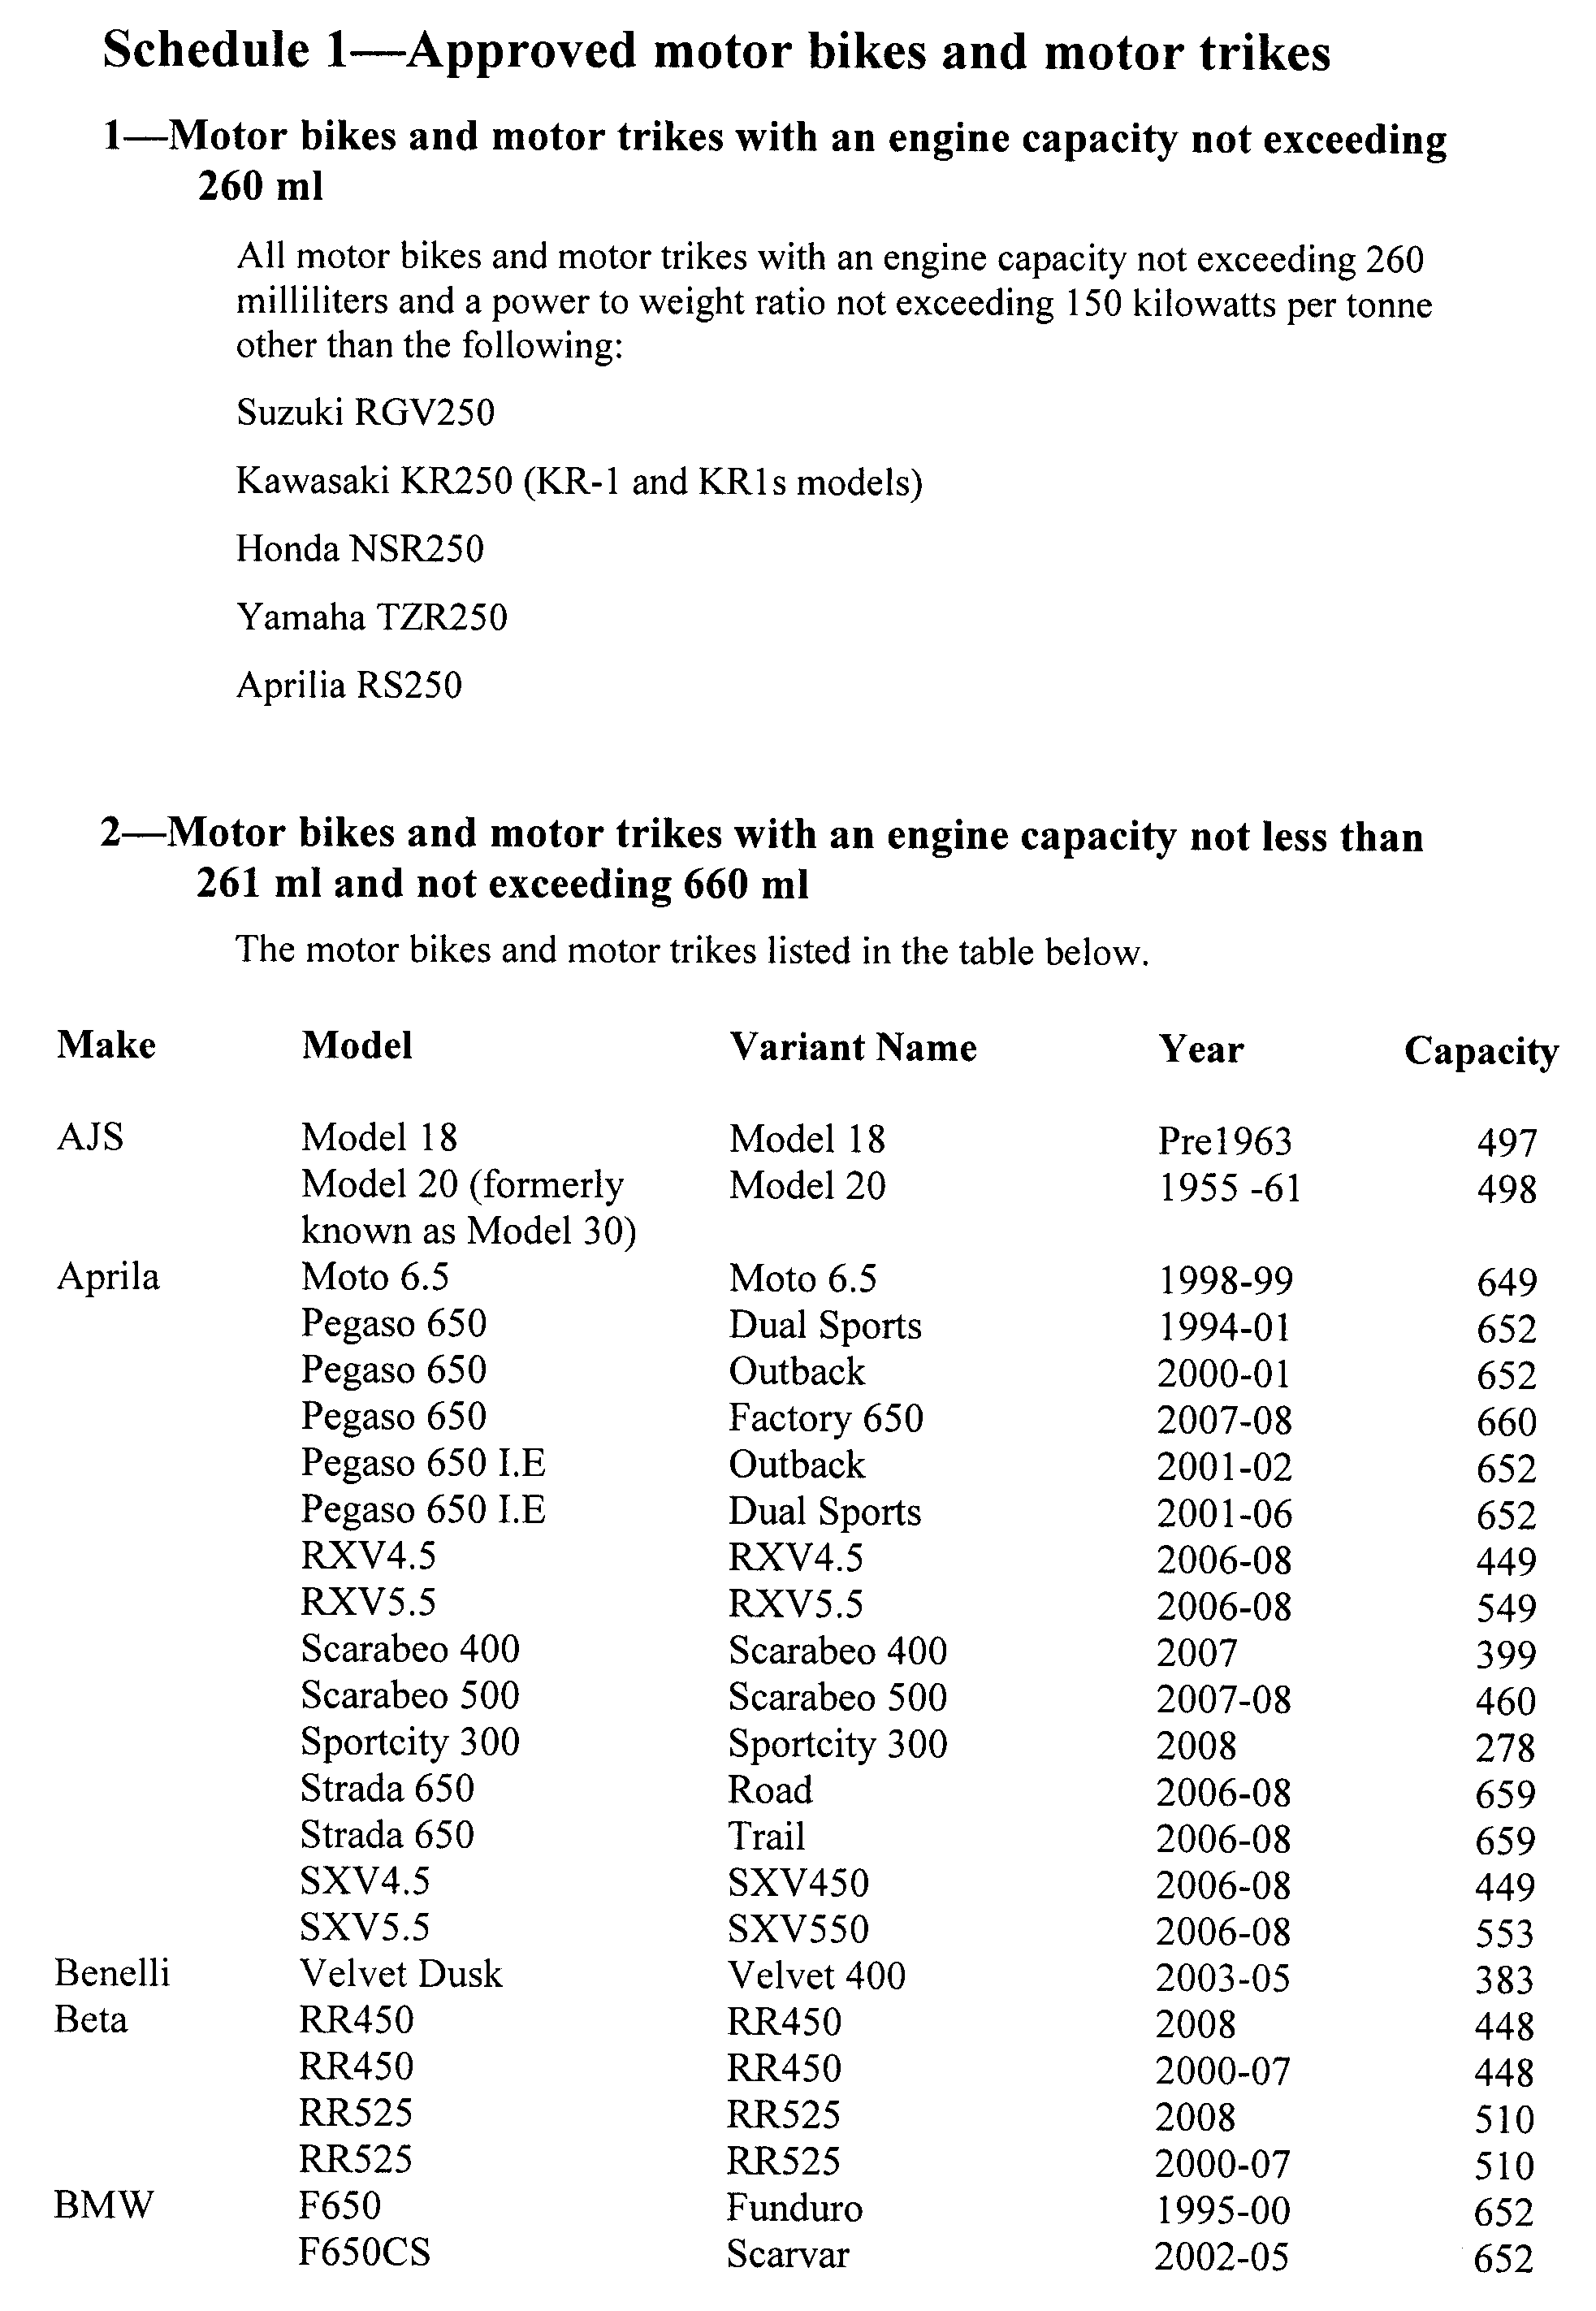 Schedule 1—Approved motor bikes and motor trikes
1—Motor bikes and motor trikes with an engine capacity not exceeding
260 ml
All motor bikes and motor trikes with an engine capacity not exceeding 260
milliliters and a power to weight ratio not exceeding 150 kilowatts per tonne
other than the following:
Suzuki RGV250
Kawasaki KR250 (KR-1 and KR1s models)
Honda NSR250
Yamaha TZR250
Aprilia RS250
2—Motor bikes and motor trikes with an engine capacity not less than
261 ml and not exceeding 660 ml
The motor bikes and motor trikes listed in the table below.
Make Model Variant Name Year Capacity
AJS Model 18 Model 18 Pre1963 497
Model 20 (formerly Model 20 1955 -61 498
known as Model 30)
Aprila Moto 6.5 Moto 6.5 1998-99 649
Pegaso 650 Dual Sports 1994-01 652
Pegaso 650 Outback 2000-01 652
Pegaso 650 Factory 650 2007-08 660
Pegaso 650 I.E Outback 2001-02 652
Pegaso 650 I.E Dual Sports 2001-06 652
RXV4.5 RXV4.5 2006-08 449
RXV5.5 RXV5.5 2006-08 549
Scarabeo 400 Scarabeo 400 2007 399
Scarabeo 500 Scarabeo 500 2007-08 460
Sportcity 300 Sportcity 300 2008 278
Strada 650 Road 2006-08 659
Strada 650 Trail 2006-08 659
SXV4.5 SXV450 2006-08 449
SXV5.5 SXV550 2006-08 553
Benelli Velvet Dusk Velvet 400 2003-05 383
Beta RR450 RR450 2008 448
RR450 RR450 2000-07 448
RR525 RR525 2008 510
RR525 RR525 2000-07 510
BMW F650 Funduro 1995-00 652
F650CS Scarvar 2002-05 652